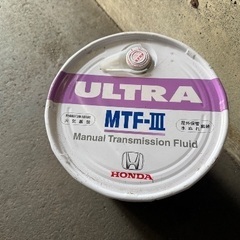 ULTRA
MTF-III
Manual Transmission Fluid
HONDA